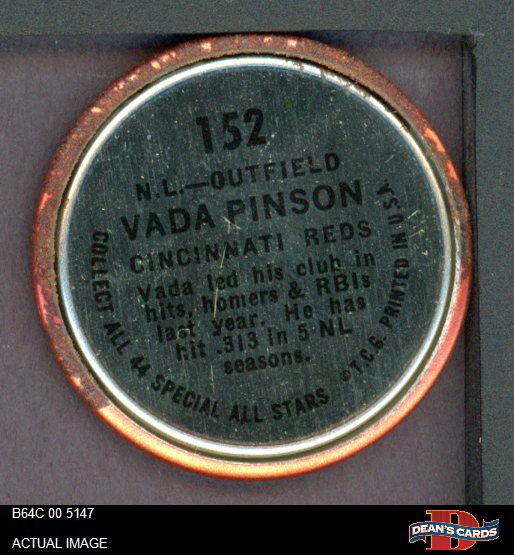 152
N.L.—OUTFIELD
VADA PINSON
CINCINNATI REDS
Vada led his club in
hits, homers & RBIs
last year. He has
hit .313 in 5 NL
seasons.
COLLECT ALL 44 SPECIAL ALL STARS
©T.C.G. PRINTED IN U.S.A.
B64C 00 5147
ACTUAL IMAGE
D
DEAN'S CARDS